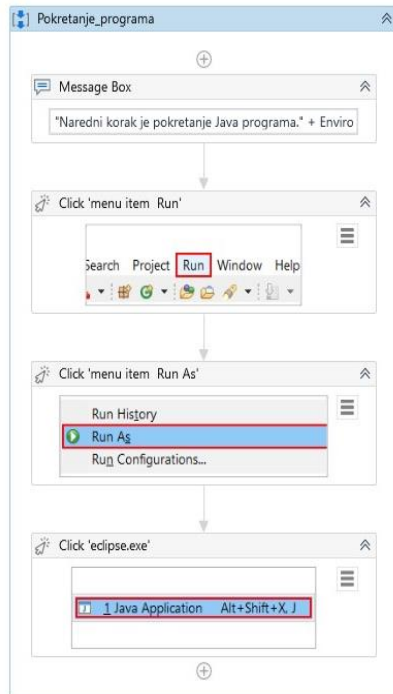 Pokretanje_programa
Message Box
"Naredni korak je pokretanje Java programa." + Enviro
Click 'menu item Run'
Search Project Run Window Help
Click 'menu item Run As'
Run History
Run As
Run Configurations...
Click 'eclipse.exe'
1 Java Application Alt+Shift+X, J